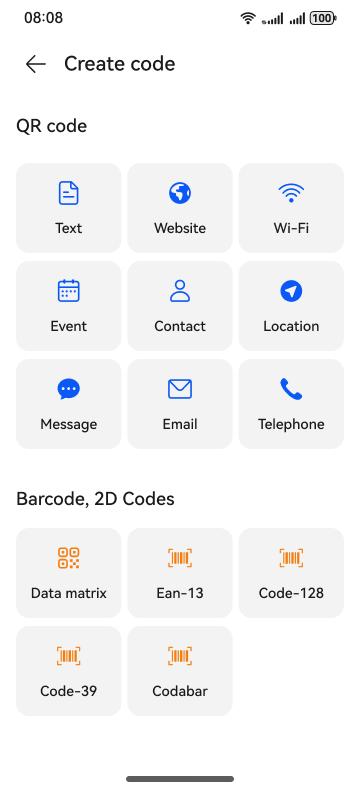 08:08
100
Create code
QR code
Text
Website
Wi-Fi
Event
Contact
Location
Message
Email
Telephone
Barcode, 2D Codes
Data matrix
Ean-13
Code-128
Code-39
Codabar